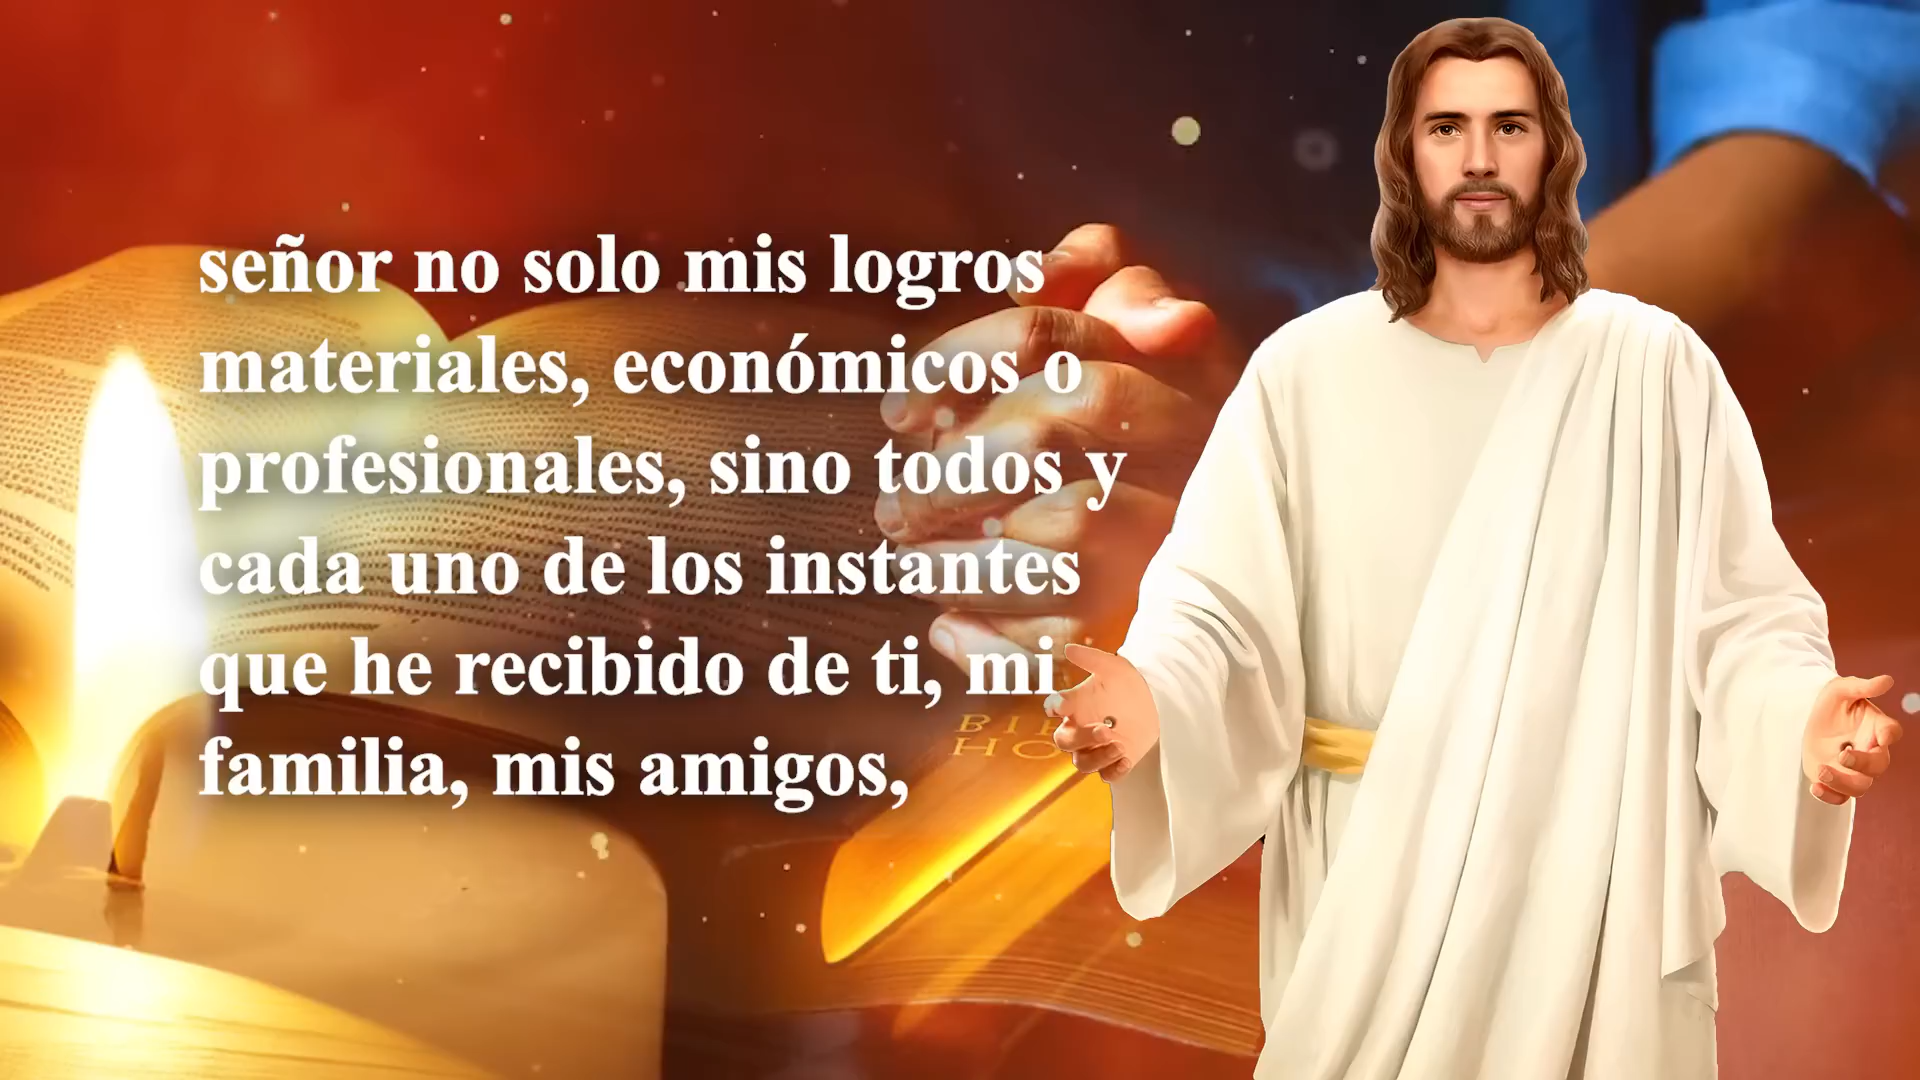 señor no solo mis logros
materiales, económicos o
profesionales, sino todos y
cada uno de los instantes
que he recibido de ti, mi
familia, mis amigos,